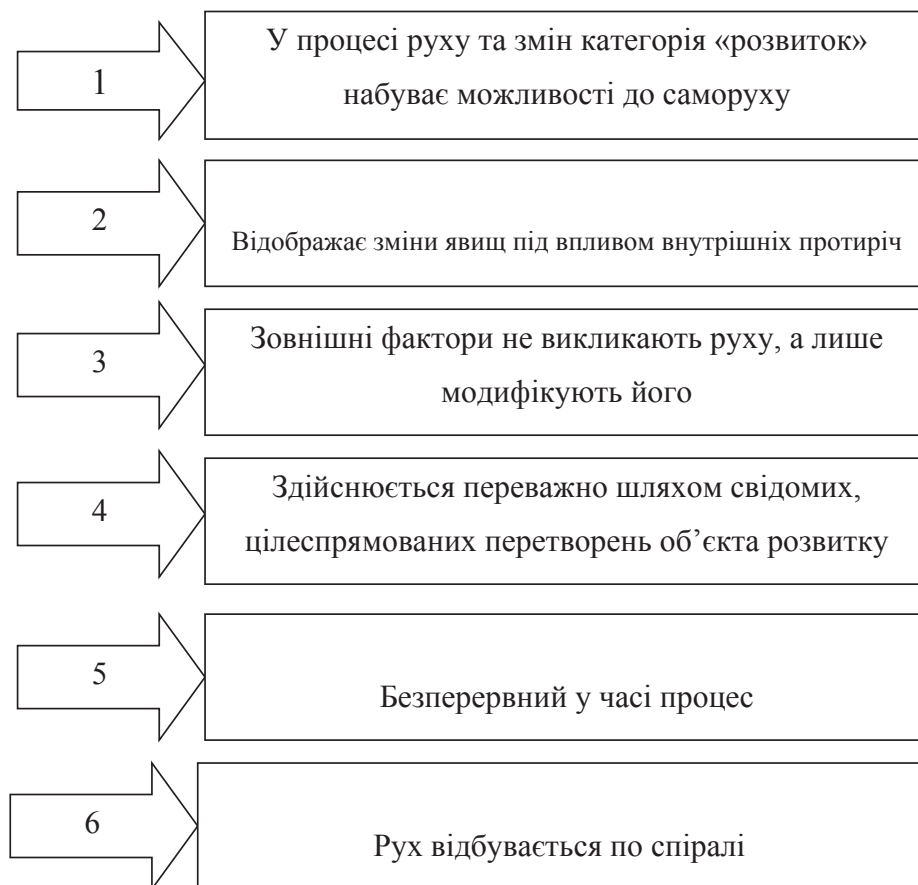 1
У процесі руху та змін категорія «розвиток»
набуває можливості до саморуху
2
Відображає зміни явищ під впливом внутрішніх протиріч
3
Зовнішні фактори не викликають руху, а лише
модифікують його
4
Здійснюється переважно шляхом свідомих,
цілеспрямованих перетворень об’єкта розвитку
5
Безперервний у часі процес
6
Рух відбувається по спіралі